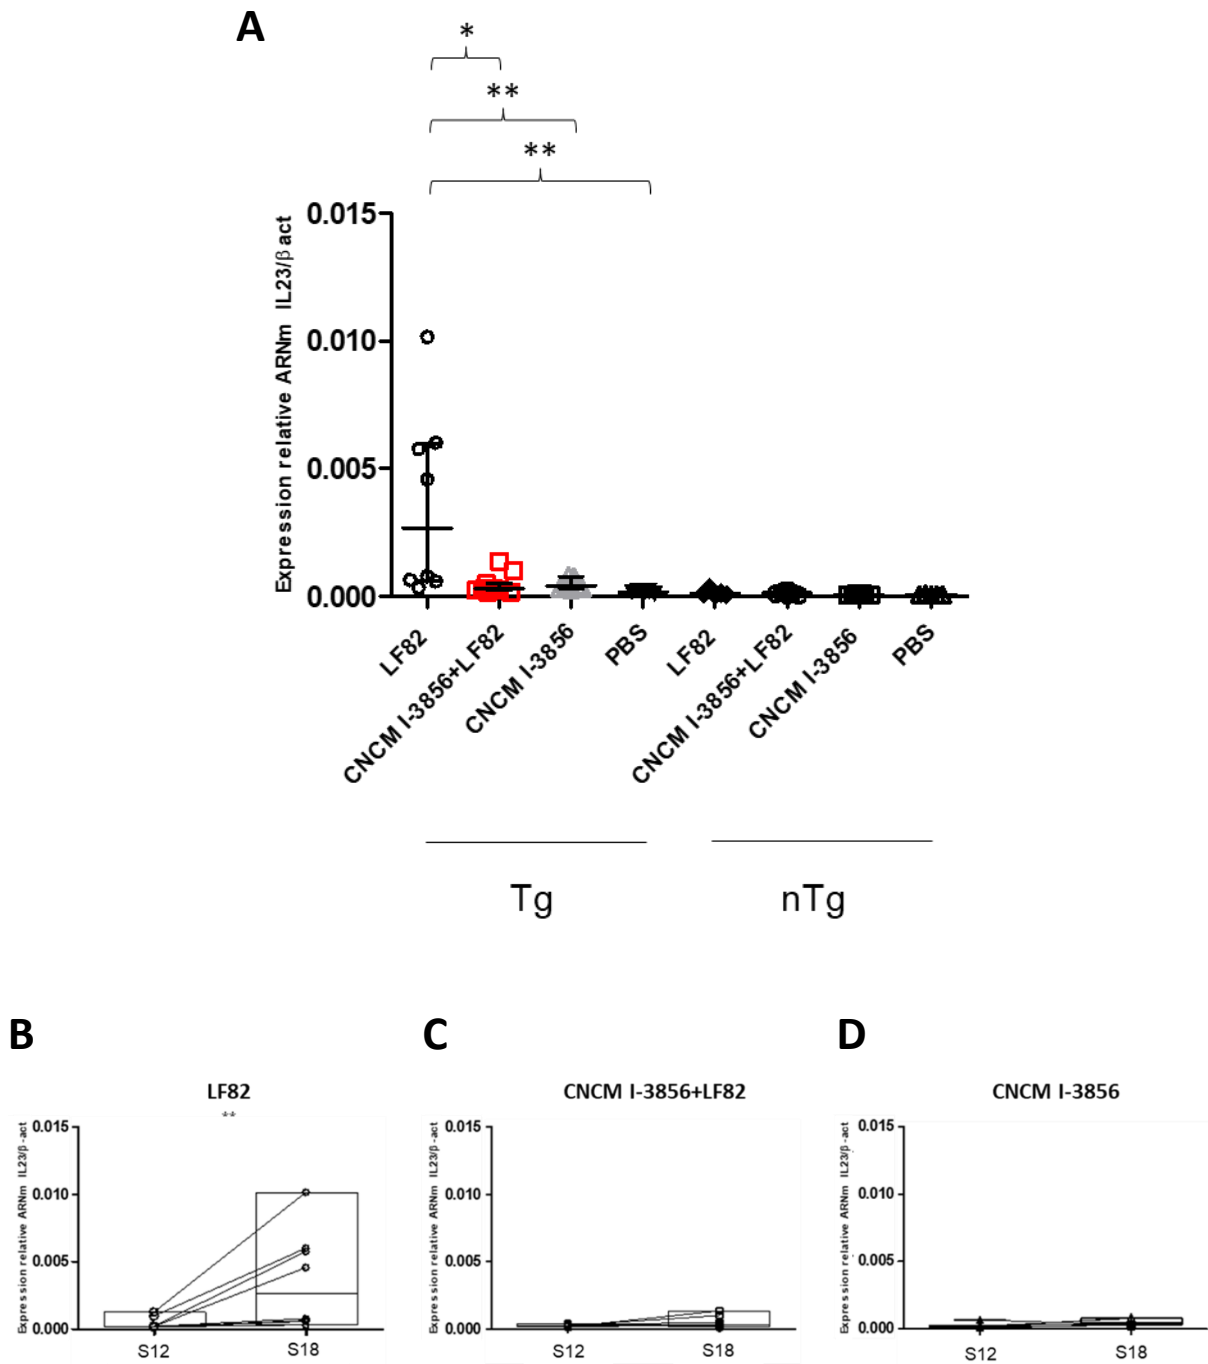 A
*
**
**
Expression relative ARNm IL23/β act
0.015
0.010
0.005
0.000
LF82
CNCM I-3856+LF82
CNCM I-3856
PBS
LF82
CNCM I-3856+LF82
CNCM I-3856
PBS
Tg
nTg
B
LF82
**
Expression relative ARNm IL23/β-act
0.015
0.010
0.005
0.000
S12
S18
C
CNCM I-3856+LF82
Expression relative ARNm IL23/β-act
0.015
0.010
0.005
0.000
S12
S18
D
CNCM I-3856
Expression relative ARNm IL23/β-act
0.015
0.010
0.005
0.000
S12
S18